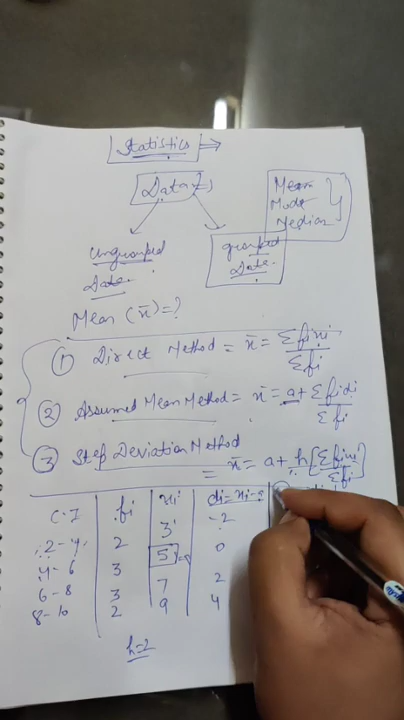 Statistics ⇒
Data ⇒
Mean
Mode
Median
ungrouped
Data
grouped
Data
Mean (x̄) = ?
① Direct Method = x̄ = Σfixi / Σfi
② Assumed Mean Method = x̄ = a + Σfidi / Σfi
③ Step Deviation Method
= x̄ = a + h[Σfiui / Σfi]
C-I fi xi di = xi -
2-4 2 3 -2
4-6 3 5 0
6-8 3 7 2
8-10 2 9 4
h=2